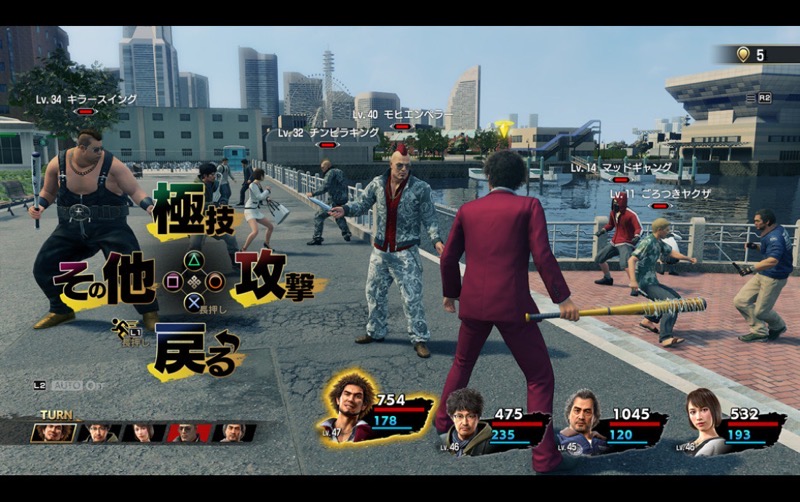 5
R2
Lv.34 キラースイング
Lv.40 モヒエンペラー
Lv.32 チンピラキング
Lv.14 マッドギャング
Lv.11 ごろつきヤクザ
極技
その他
攻撃
長押し
L1
長押し
戻る
L2 AUTO OFF
TURN
754
178
Lv.47
475
235
Lv.46
1045
120
Lv.45
532
193
Lv.46